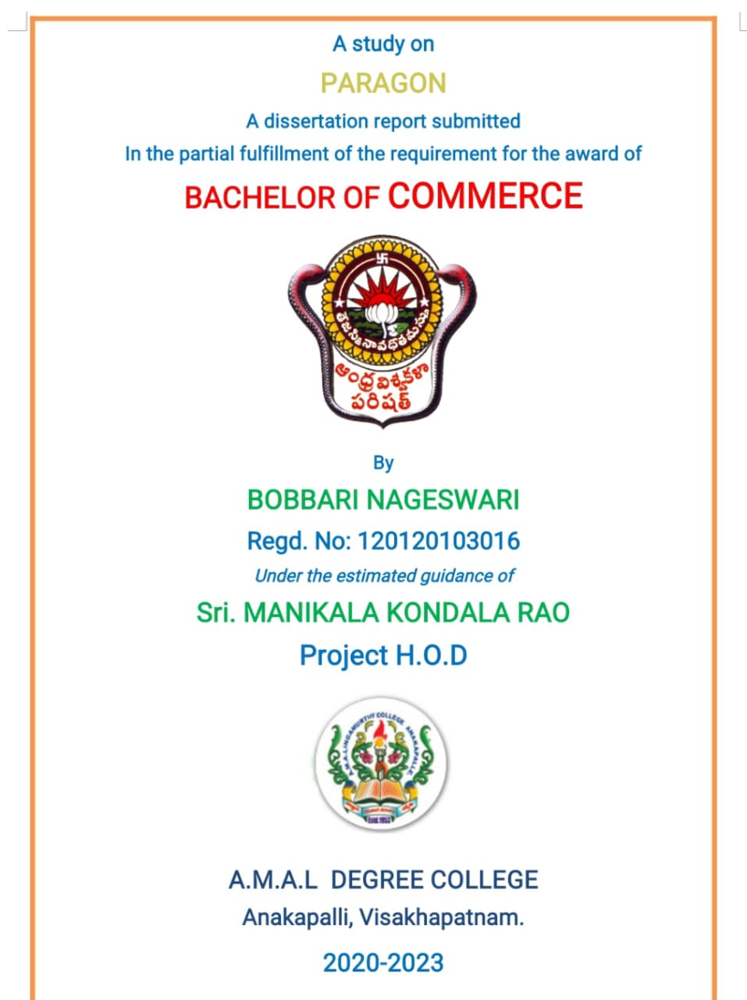 A study on
PARAGON
A dissertation report submitted
In the partial fulfillment of the requirement for the award of
BACHELOR OF COMMERCE
తేజస్వి నావధీతమస్తు
ఆంధ్ర విశ్వకళా
పరిషత్
By
BOBBARI NAGESWARI
Regd. No: 120120103016
Under the estimated guidance of
Sri. MANIKALA KONDALA RAO
Project H.O.D
A.M.A.LINGAMURTHY COLLEGE ANAKAPALLE.
Estd.1953
A.M.A.L DEGREE COLLEGE
Anakapalli, Visakhapatnam.
2020-2023